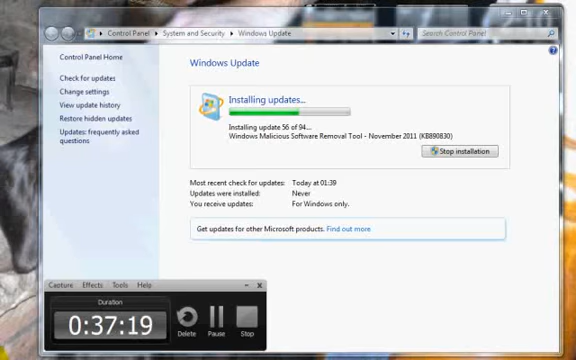 Control Panel
System and Security
Windows Update
Search Control Panel
Control Panel Home
Windows Update
Check for updates
Change settings
View update history
Restore hidden updates
Updates: frequently asked
questions
Installing updates...
Installing update 56 of 94...
Windows Malicious Software Removal Tool - November 2011 (KB890830)
Stop installation
Most recent check for updates: Today at 01:39
Updates were installed: Never
You receive updates: For Windows only.
Get updates for other Microsoft products. Find out more
Capture Effects Tools Help
Duration
0:37:19
Delete Pause Stop